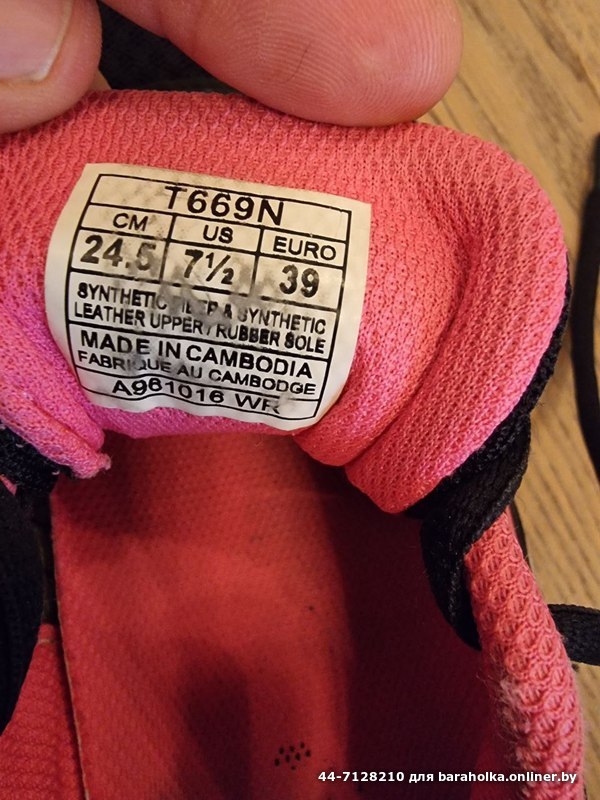 T669N
CM US EURO
24.5 7½ 39
SYNTHETIC & SYNTHETIC
LEATHER UPPER / RUBBER SOLE
MADE IN CAMBODIA
FABRIQUE AU CAMBODGE
A961016 WR
44-7128210 для baraholka.onliner.by